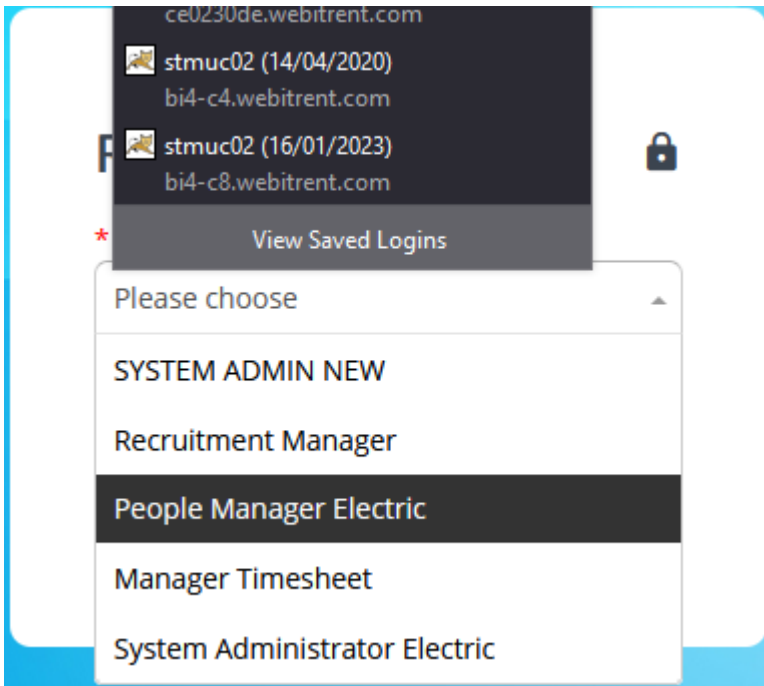 ce0230de.webitrent.com
stmuc02 (14/04/2020)
bi4-c4.webitrent.com
stmuc02 (16/01/2023)
bi4-c8.webitrent.com
*
View Saved Logins
Please choose
SYSTEM ADMIN NEW
Recruitment Manager
People Manager Electric
Manager Timesheet
System Administrator Electric